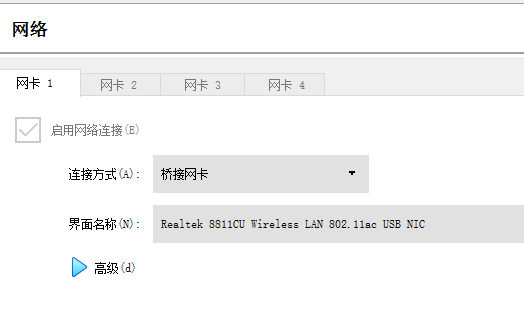 网络
网卡 1 网卡 2 网卡 3 网卡 4
启用网络连接(E)
连接方式(A): 桥接网卡
界面名称(N): Realtek 8811CU Wireless LAN 802.11ac USB NIC
高级(d)